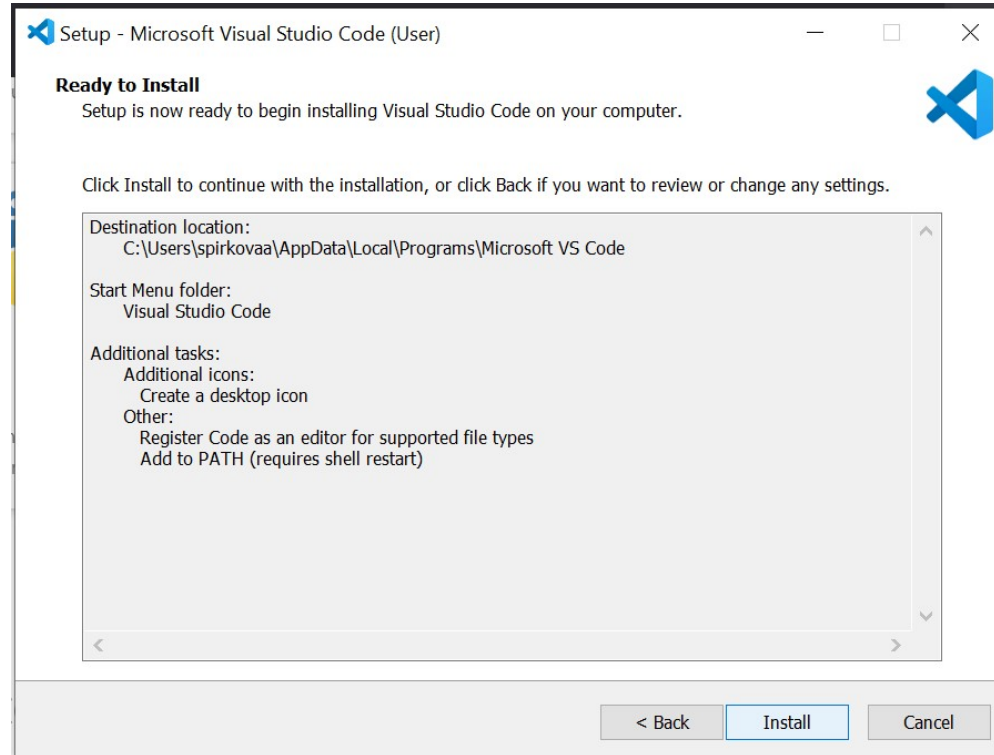 Setup - Microsoft Visual Studio Code (User)
Ready to Install
Setup is now ready to begin installing Visual Studio Code on your computer.
Click Install to continue with the installation, or click Back if you want to review or change any settings.
Destination location:
C:\Users\spirkovaa\AppData\Local\Programs\Microsoft VS Code
Start Menu folder:
Visual Studio Code
Additional tasks:
Additional icons:
Create a desktop icon
Other:
Register Code as an editor for supported file types
Add to PATH (requires shell restart)
< Back
Install
Cancel